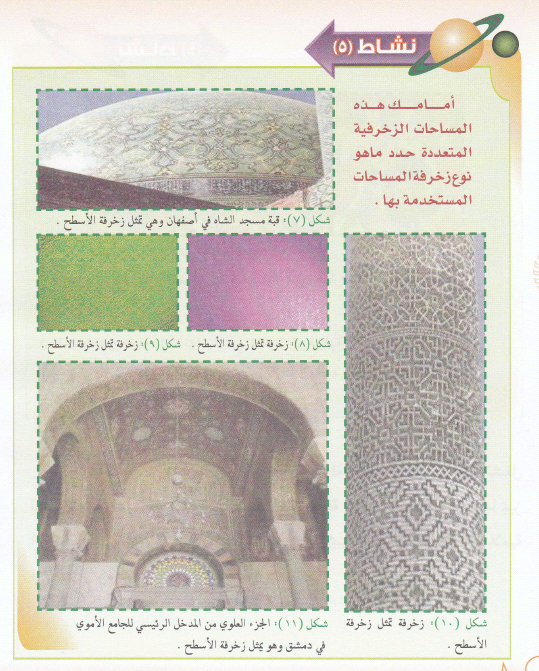 نشاط (٥)
أمـامـك هـذه
المساحات الزخرفية
المتعددة حدد ماهو
نوع زخرفة المساحات
المستخدمة بها .
شكل (٧): قبة مسجد الشاه في أصفهان وهي تمثل زخرفة الأسطح .
شكل (٨): زخرفة تمثل زخرفة الأسطح .
شكل (٩): زخرفة تمثل زخرفة الأسطح .
شكل (١٠): زخرفة تمثل زخرفة
الأسطح .
شكل (١١): الجزء العلوي من المدخل الرئيسي للجامع الأموي
في دمشق وهو يمثل زخرفة الأسطح .